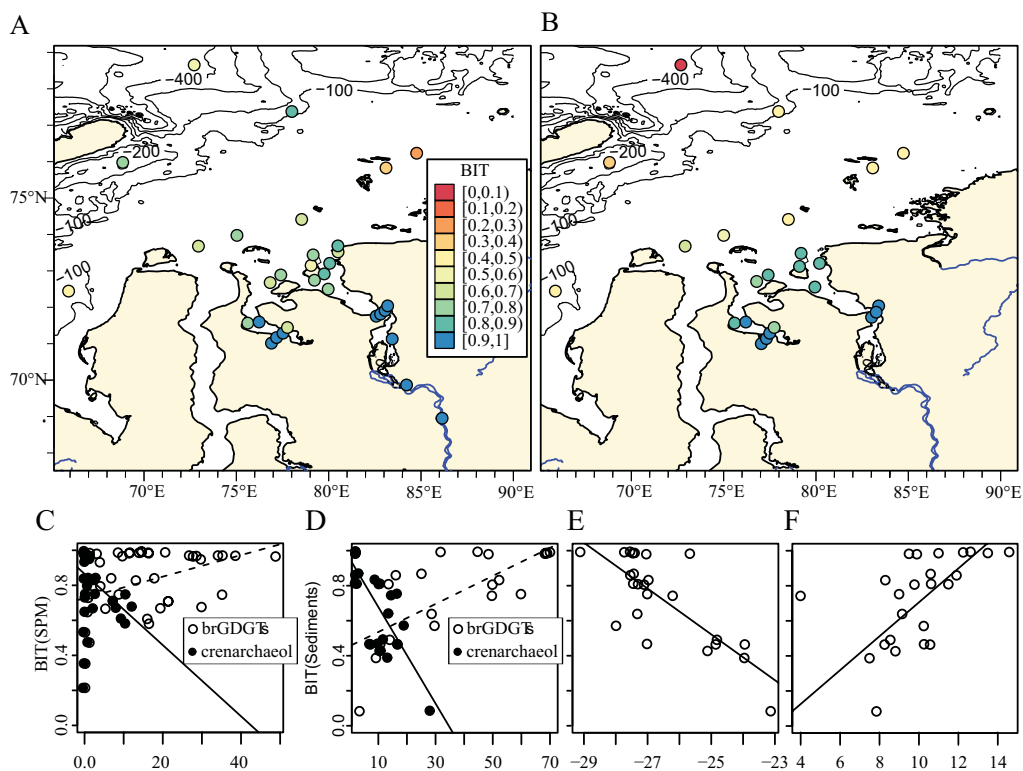 A
B
−400
−100
−200
−100
−100
75°N
70°N
BIT
[0,0.1)
[0.1,0.2)
[0.2,0.3)
[0.3,0.4)
[0.4,0.5)
[0.5,0.6)
[0.6,0.7)
[0.7,0.8)
[0.8,0.9)
[0.9,1]
−400
−100
−200
−100
−100
70°E 75°E 80°E 85°E 90°E
70°E 75°E 80°E 85°E 90°E
C
D
E
F
BIT(SPM)
0.0 0.4 0.8
brGDGTs
crenarchaeol
0.0 20 40
BIT(Sediments)
0.0 0.4 0.8
brGDGTs
crenarchaeol
10 30 50 70
−29 −27 −25 −23
4 6 8 10 12 14